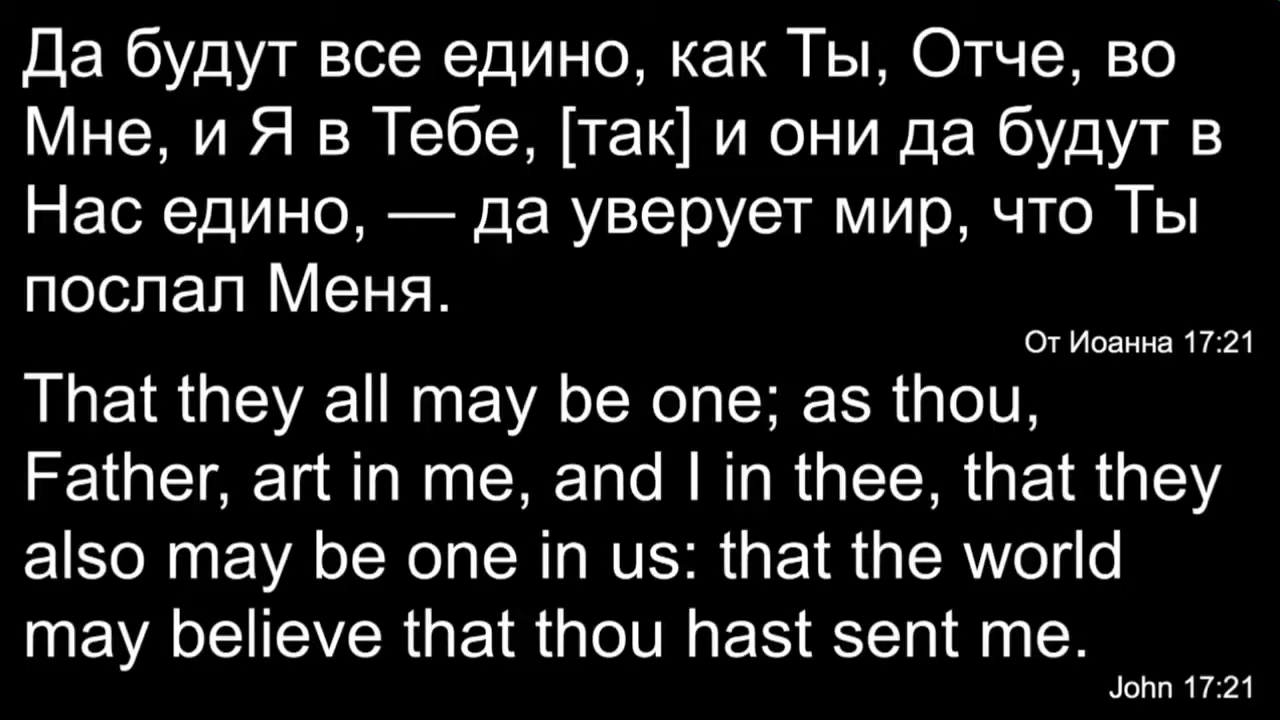 Да будут все едино, как Ты, Отче, во
Мне, и Я в Тебе, [так] и они да будут в
Нас едино, — да уверует мир, что Ты
послал Меня.
От Иоанна 17:21
That they all may be one; as thou,
Father, art in me, and I in thee, that they
also may be one in us: that the world
may believe that thou hast sent me.
John 17:21